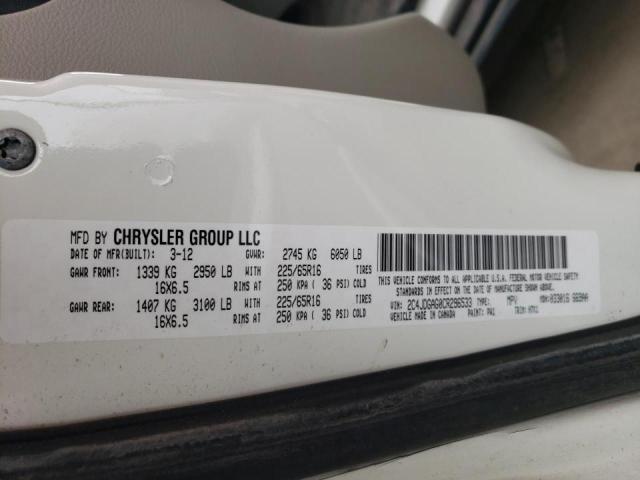 MFD BY CHRYSLER GROUP LLC
DATE OF MFR(BUILT): 3-12 GVWR: 2745 KG 6050 LB
GAWR FRONT: 1339 KG 2950 LB WITH 225/65R16 TIRES
16X6.5 RIMS AT 250 KPA ( 36 PSI) COLD
GAWR REAR: 1407 KG 3100 LB WITH 225/65R16 TIRES
16X6.5 RIMS AT 250 KPA ( 36 PSI) COLD
THIS VEHICLE CONFORMS TO ALL APPLICABLE U.S.A. FEDERAL MOTOR VEHICLE SAFETY
STANDARDS IN EFFECT ON THE DATE OF MANUFACTURE SHOWN ABOVE.
VIN: 2C4JDGAG0CR296533 TYPE: MPV MDH: 033016
VEHICLE MADE IN CANADA PAINT: PW1 TRIM: